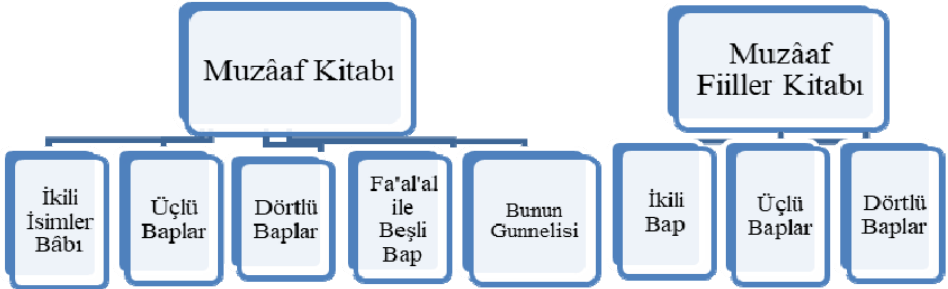 Muzâaf Kitabı
Muzâaf
Fiiller Kitabı
İkili
İsimler
Bâbı
Üçlü
Baplar
Dörtlü
Baplar
Fa'al'al
ile
Beşli
Bap
Bunun
Gunnelisi
İkili
Bap
Üçlü
Baplar
Dörtlü
Baplar